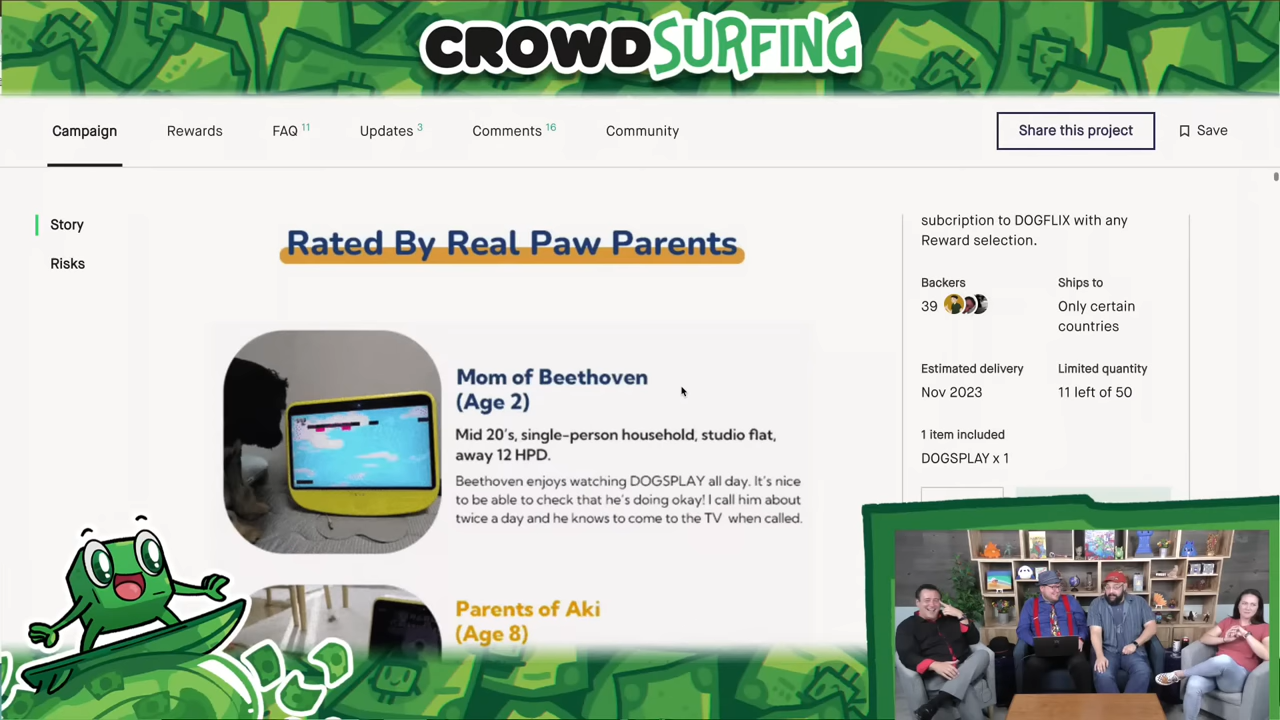 CROWDSURFING
Campaign
Rewards
FAQ 11
Updates 3
Comments 16
Community
Share this project
Save
Story
Risks
Rated By Real Paw Parents
Mom of Beethoven
(Age 2)
Mid 20's, single-person household, studio flat,
away 12 HPD.
Beethoven enjoys watching DOGSPLAY all day. It's nice
to be able to check that he's doing okay! I call him about
twice a day and he knows to come to the TV when called.
Parents of Aki
(Age 8)
subcription to DOGFLIX with any
Reward selection.
Backers
39
Ships to
Only certain
countries
Estimated delivery
Nov 2023
Limited quantity
11 left of 50
1 item included
DOGSPLAY x 1